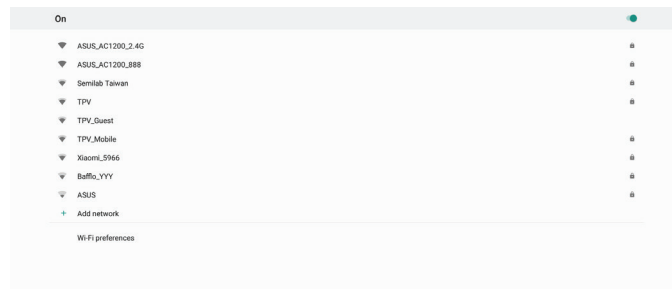 On
ASUS_AC1200_2.4G
ASUS_AC1200_888
Semilab Taiwan
TPV
TPV_Guest
TPV_Mobile
Xiaomi_5966
Bafflo_YYY
ASUS
+ Add network
Wi-Fi preferences